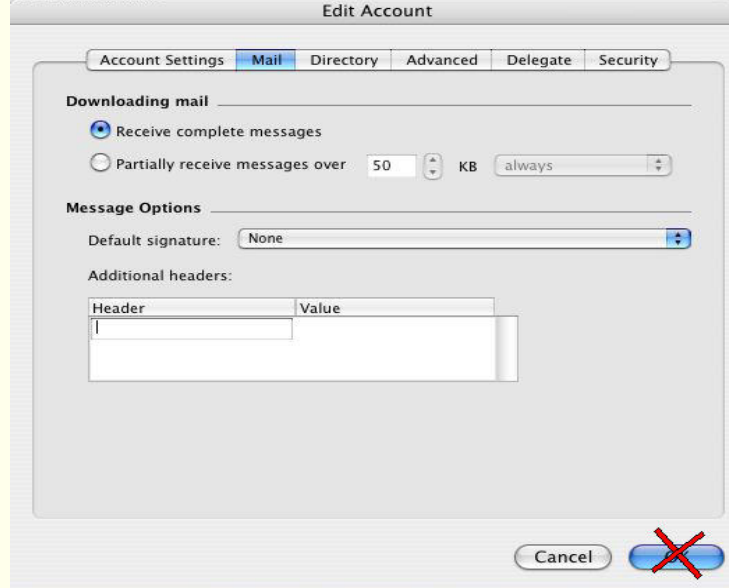 Edit Account
Account Settings Mail Directory Advanced Delegate Security
Downloading mail
Receive complete messages
Partially receive messages over 50 KB always
Message Options
Default signature: None
Additional headers:
Header Value
Cancel